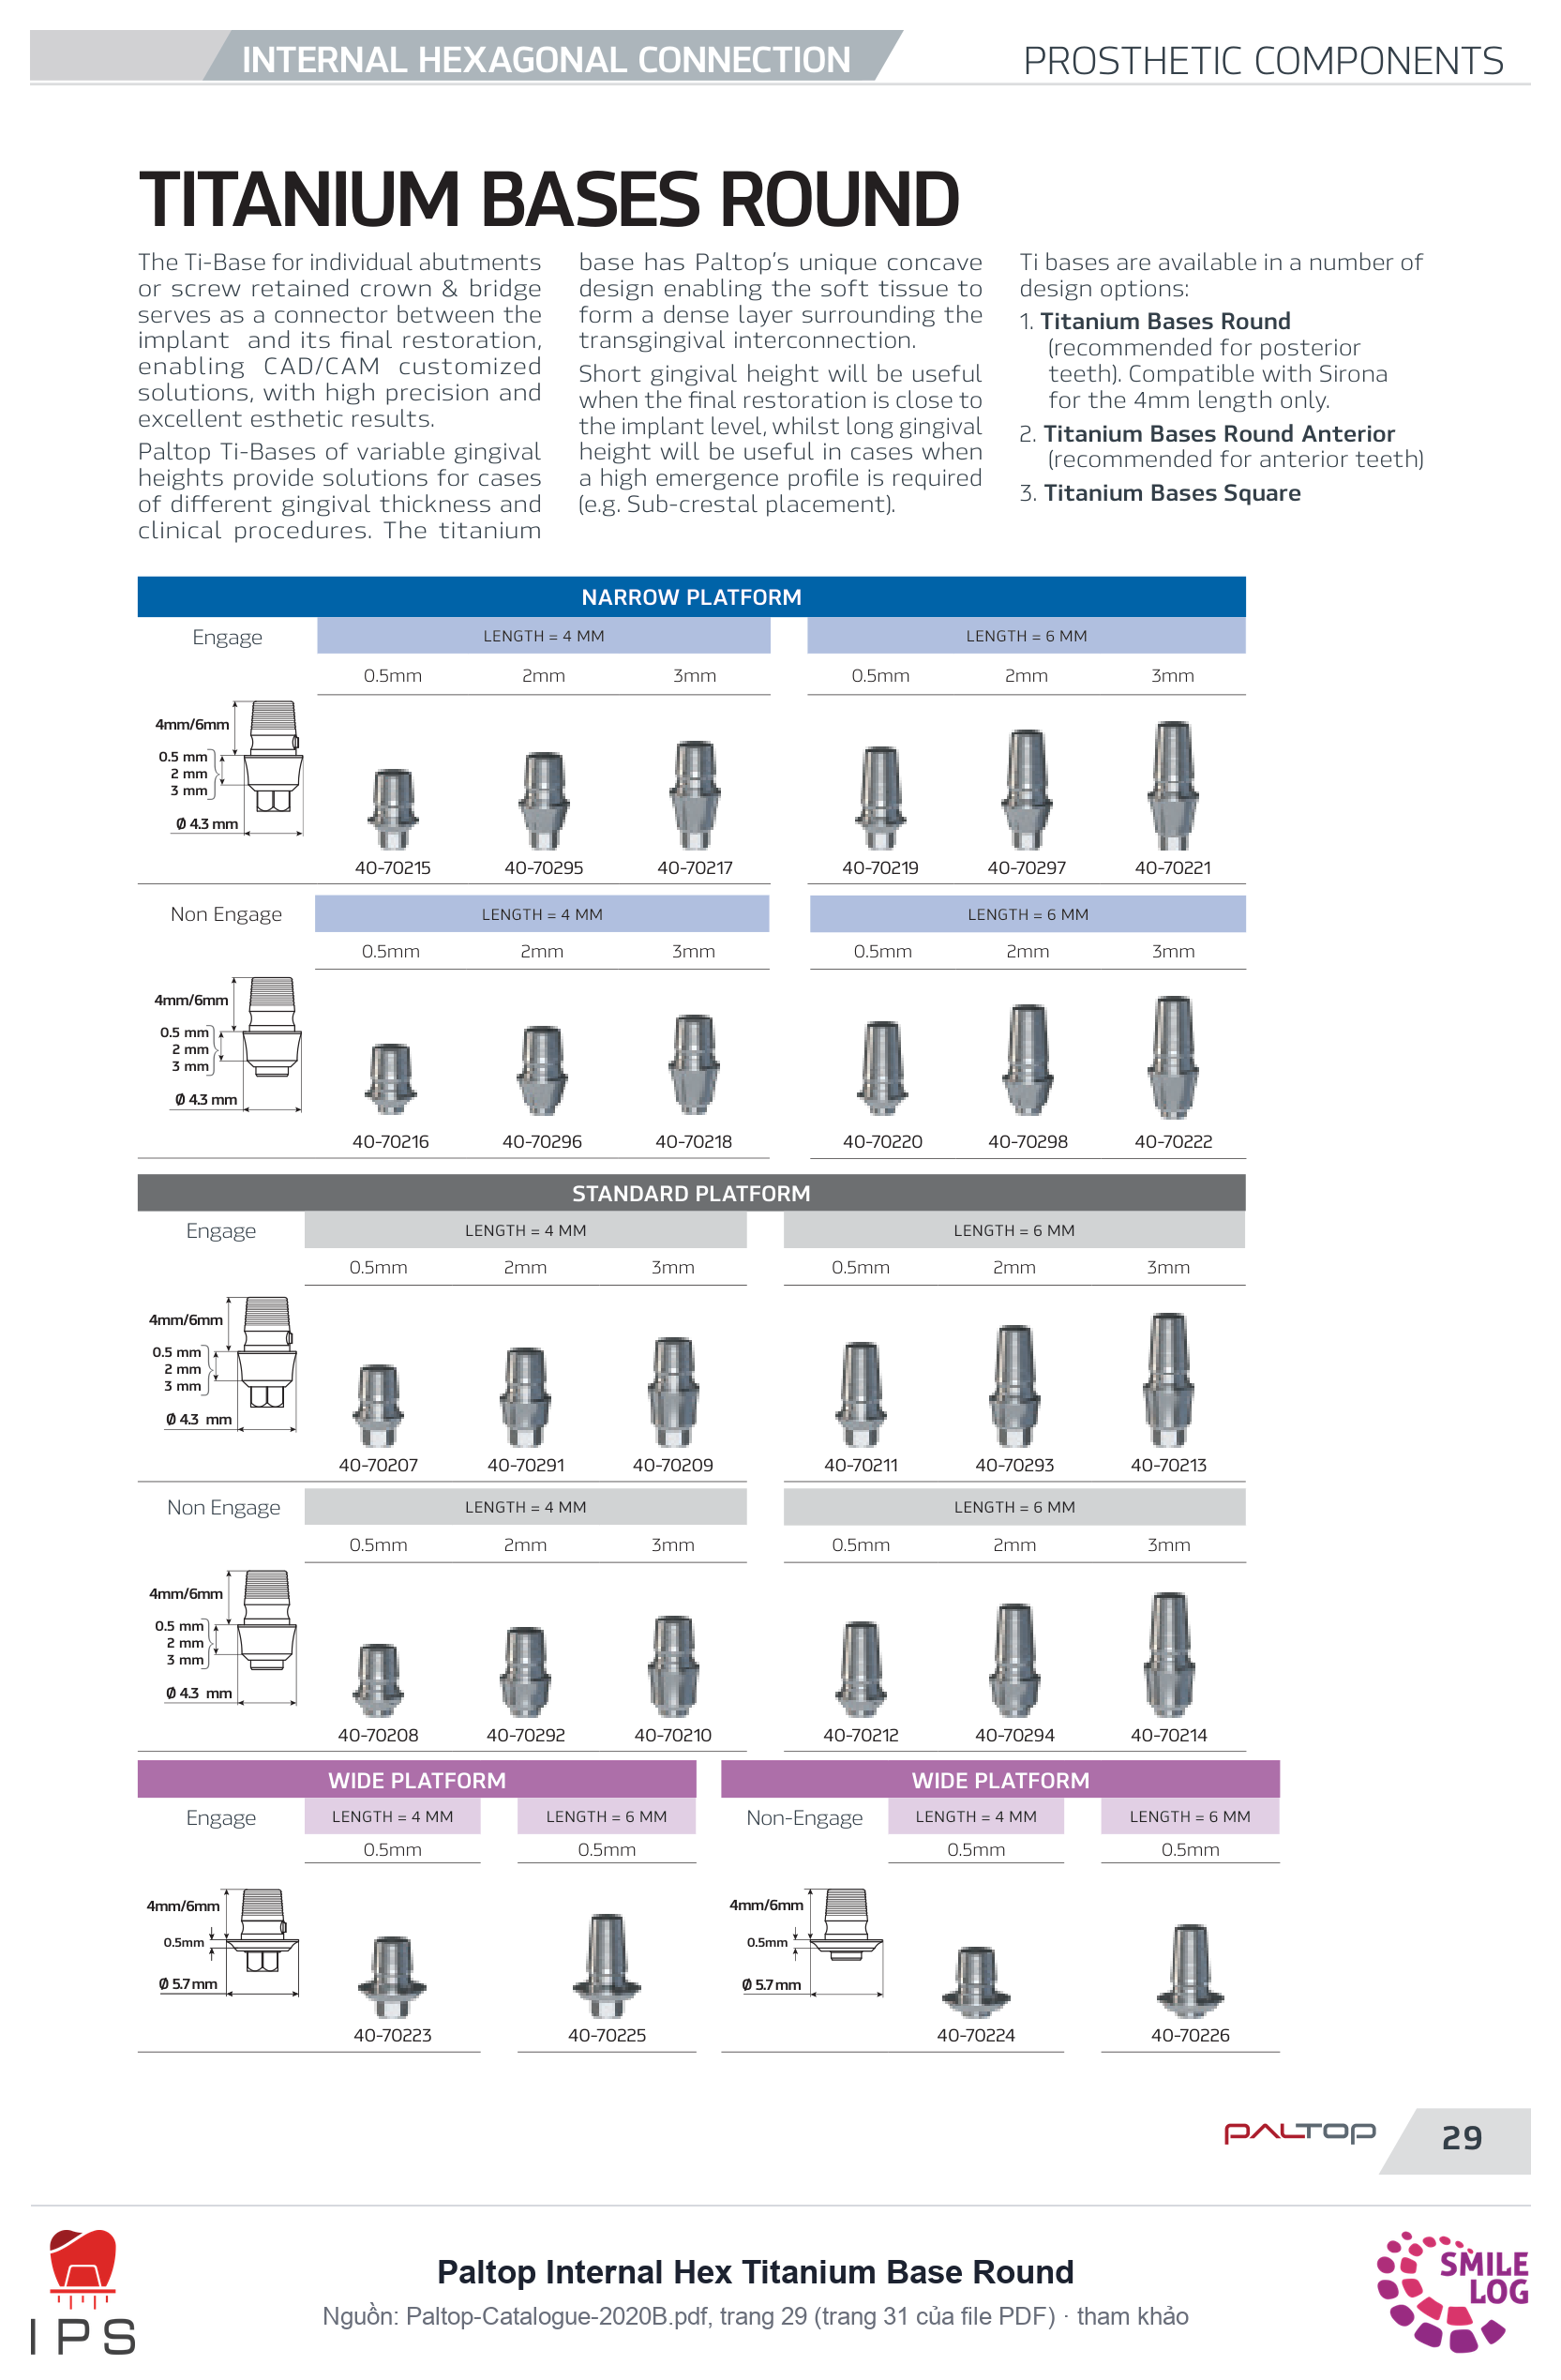 INTERNAL HEXAGONAL CONNECTION
PROSTHETIC COMPONENTS
TITANIUM BASES ROUND
The Ti-Base for individual abutments
or screw retained crown & bridge
serves as a connector between the
implant and its final restoration,
enabling CAD/CAM customized
solutions, with high precision and
excellent esthetic results.
Paltop Ti-Bases of variable gingival
heights provide solutions for cases
of different gingival thickness and
clinical procedures. The titanium
base has Paltop's unique concave
design enabling the soft tissue to
form a dense layer surrounding the
transgingival interconnection.
Short gingival height will be useful
when the final restoration is close to
the implant level, whilst long gingival
height will be useful in cases when
a high emergence profile is required
(e.g. Sub-crestal placement).
Ti bases are available in a number of
design options:
1. Titanium Bases Round
(recommended for posterior
teeth). Compatible with Sirona
for the 4mm length only.
2. Titanium Bases Round Anterior
(recommended for anterior teeth)
3. Titanium Bases Square
NARROW PLATFORM
Engage LENGTH = 4 MM LENGTH = 6 MM
0.5mm 2mm 3mm 0.5mm 2mm 3mm
4mm/6mm
0.5 mm
2 mm
3 mm
Ø 4.3 mm
40-70215 40-70295 40-70217 40-70219 40-70297 40-70221
Non Engage LENGTH = 4 MM LENGTH = 6 MM
0.5mm 2mm 3mm 0.5mm 2mm 3mm
4mm/6mm
0.5 mm
2 mm
3 mm
Ø 4.3 mm
40-70216 40-70296 40-70218 40-70220 40-70298 40-70222
STANDARD PLATFORM
Engage LENGTH = 4 MM LENGTH = 6 MM
0.5mm 2mm 3mm 0.5mm 2mm 3mm
4mm/6mm
0.5 mm
2 mm
3 mm
Ø 4.3 mm
40-70207 40-70291 40-70209 40-70211 40-70293 40-70213
Non Engage LENGTH = 4 MM LENGTH = 6 MM
0.5mm 2mm 3mm 0.5mm 2mm 3mm
4mm/6mm
0.5 mm
2 mm
3 mm
Ø 4.3 mm
40-70208 40-70292 40-70210 40-70212 40-70294 40-70214
WIDE PLATFORM WIDE PLATFORM
Engage LENGTH = 4 MM LENGTH = 6 MM Non-Engage LENGTH = 4 MM LENGTH = 6 MM
0.5mm 0.5mm 0.5mm 0.5mm
4mm/6mm 4mm/6mm
0.5mm 0.5mm
Ø 5.7 mm Ø 5.7 mm
40-70223 40-70225 40-70224 40-70226
PALTOP 29
IPS
Paltop Internal Hex Titanium Base Round
Nguồn: Paltop-Catalogue-2020B.pdf, trang 29 (trang 31 của file PDF) · tham khảo
SMILE
LOG